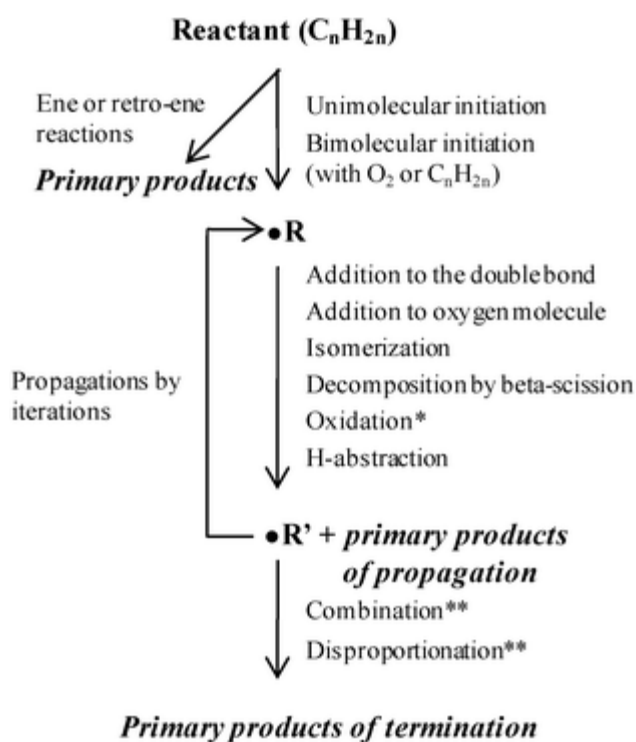 Reactant (CₙH₂ₙ)
Ene or retro-ene
reactions
Primary products
Unimolecular initiation
Bimolecular initiation
(with O₂ or CₙH₂ₙ)
●R
Addition to the double bond
Addition to oxygen molecule
Isomerization
Decomposition by beta-scission
Oxidation*
H-abstraction
Propagations by
iterations
●R’ + primary products
of propagation
Combination**
Disproportionation**
Primary products of termination